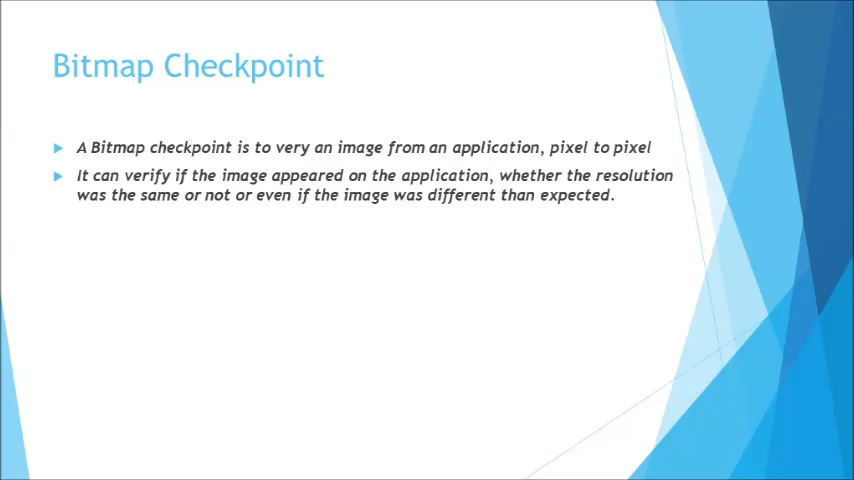 Bitmap Checkpoint
A Bitmap checkpoint is to very an image from an application, pixel to pixel
It can verify if the image appeared on the application, whether the resolution
was the same or not or even if the image was different than expected.